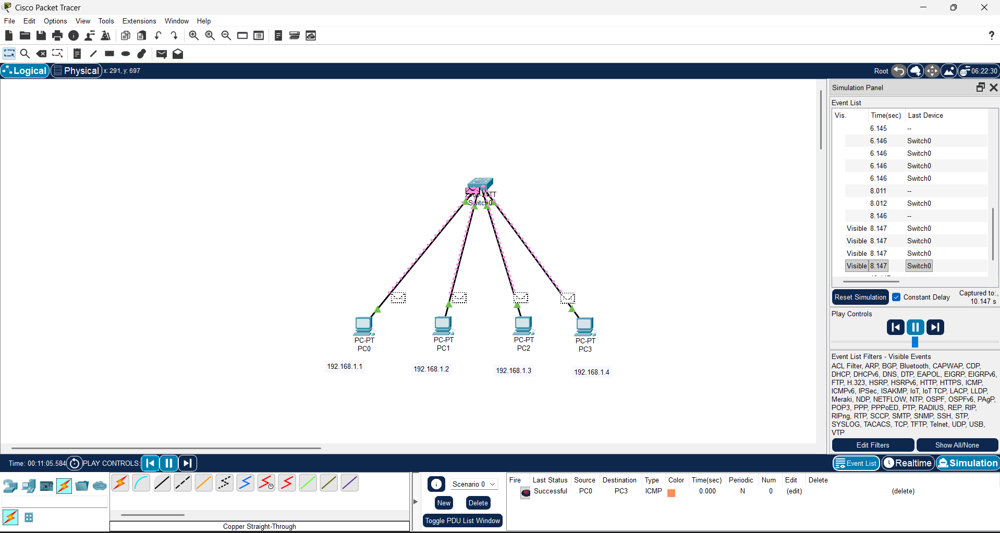 Cisco Packet Tracer
File Edit Options View Tools Extensions Window Help
?
Logical Physical x: 291, y: 697 Root 06:22:30
Simulation Panel
Event List
Vis. Time(sec) Last Device
6.145 --
6.146 Switch0
6.146 Switch0
6.146 Switch0
6.146 Switch0
8.011 --
8.012 Switch0
8.146 --
Visible 8.147 Switch0
Visible 8.147 Switch0
Visible 8.147 Switch0
Visible 8.147 Switch0
Switch0
PC-PT
PC0
PC-PT
PC1
PC-PT
PC2
PC-PT
PC3
192.168.1.1
192.168.1.2
192.168.1.3
192.168.1.4
Reset Simulation Constant Delay Captured to:
10.147 s
Play Controls
Event List Filters - Visible Events
ACL Filter, ARP, BGP, Bluetooth, CAPWAP, CDP,
DHCP, DHCPv6, DNS, DTP, EAPOL, EIGRP, EIGRPv6,
FTP, H.323, HSRP, HSRPv6, HTTP, HTTPS, ICMP,
ICMPv6, IPSec, ISAKMP, IoT, IoT TCP, LACP, LLDP,
Meraki, NDP, NETFLOW, NTP, OSPF, OSPFv6, PAgP,
POP3, PPP, PPPoED, PTP, RADIUS, REP, RIP,
RIPng, RTP, SCCP, SMTP, SNMP, SSH, STP,
SYSLOG, TACACS, TCP, TFTP, Telnet, UDP, USB,
VTP
Edit Filters Show All/None
Time: 00:11:05.584 PLAY CONTROLS: Event List Realtime Simulation
Scenario 0
New Delete
Toggle PDU List Window
Fire Last Status Source Destination Type Color Time(sec) Periodic Num Edit Delete
Successful PC0 PC3 ICMP 0.000 N 0 (edit) (delete)
Copper Straight-Through